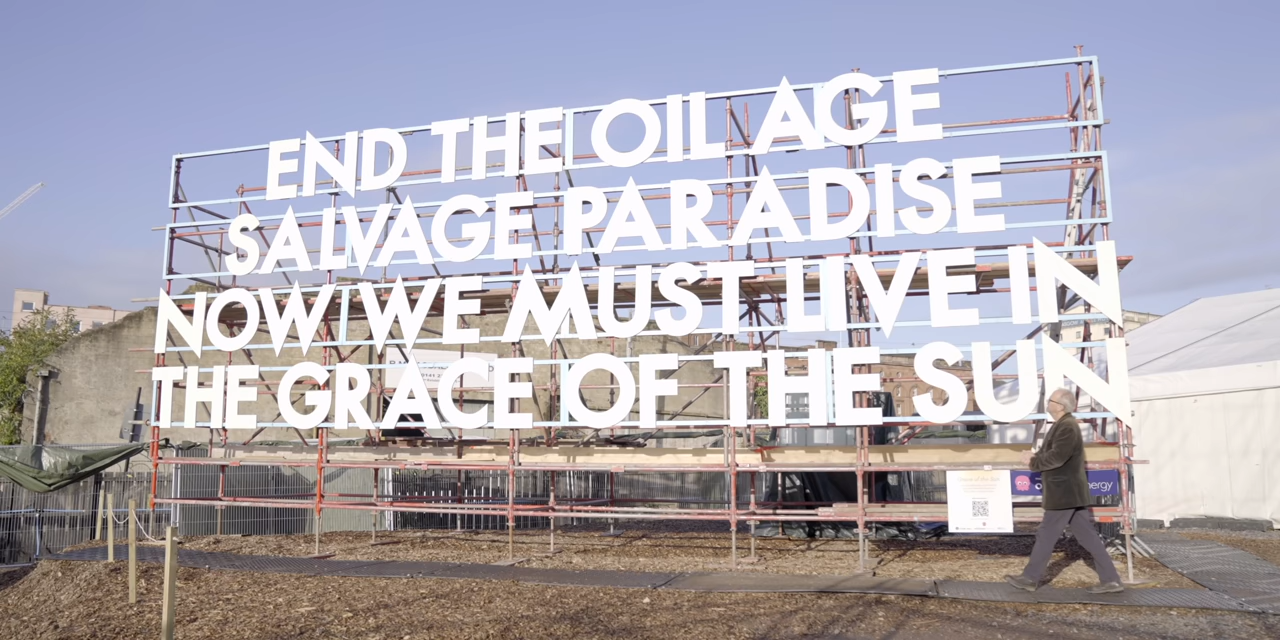 END THE OIL AGE
SALVAGE PARADISE
NOW WE MUST LIVE IN
THE GRACE OF THE SUN